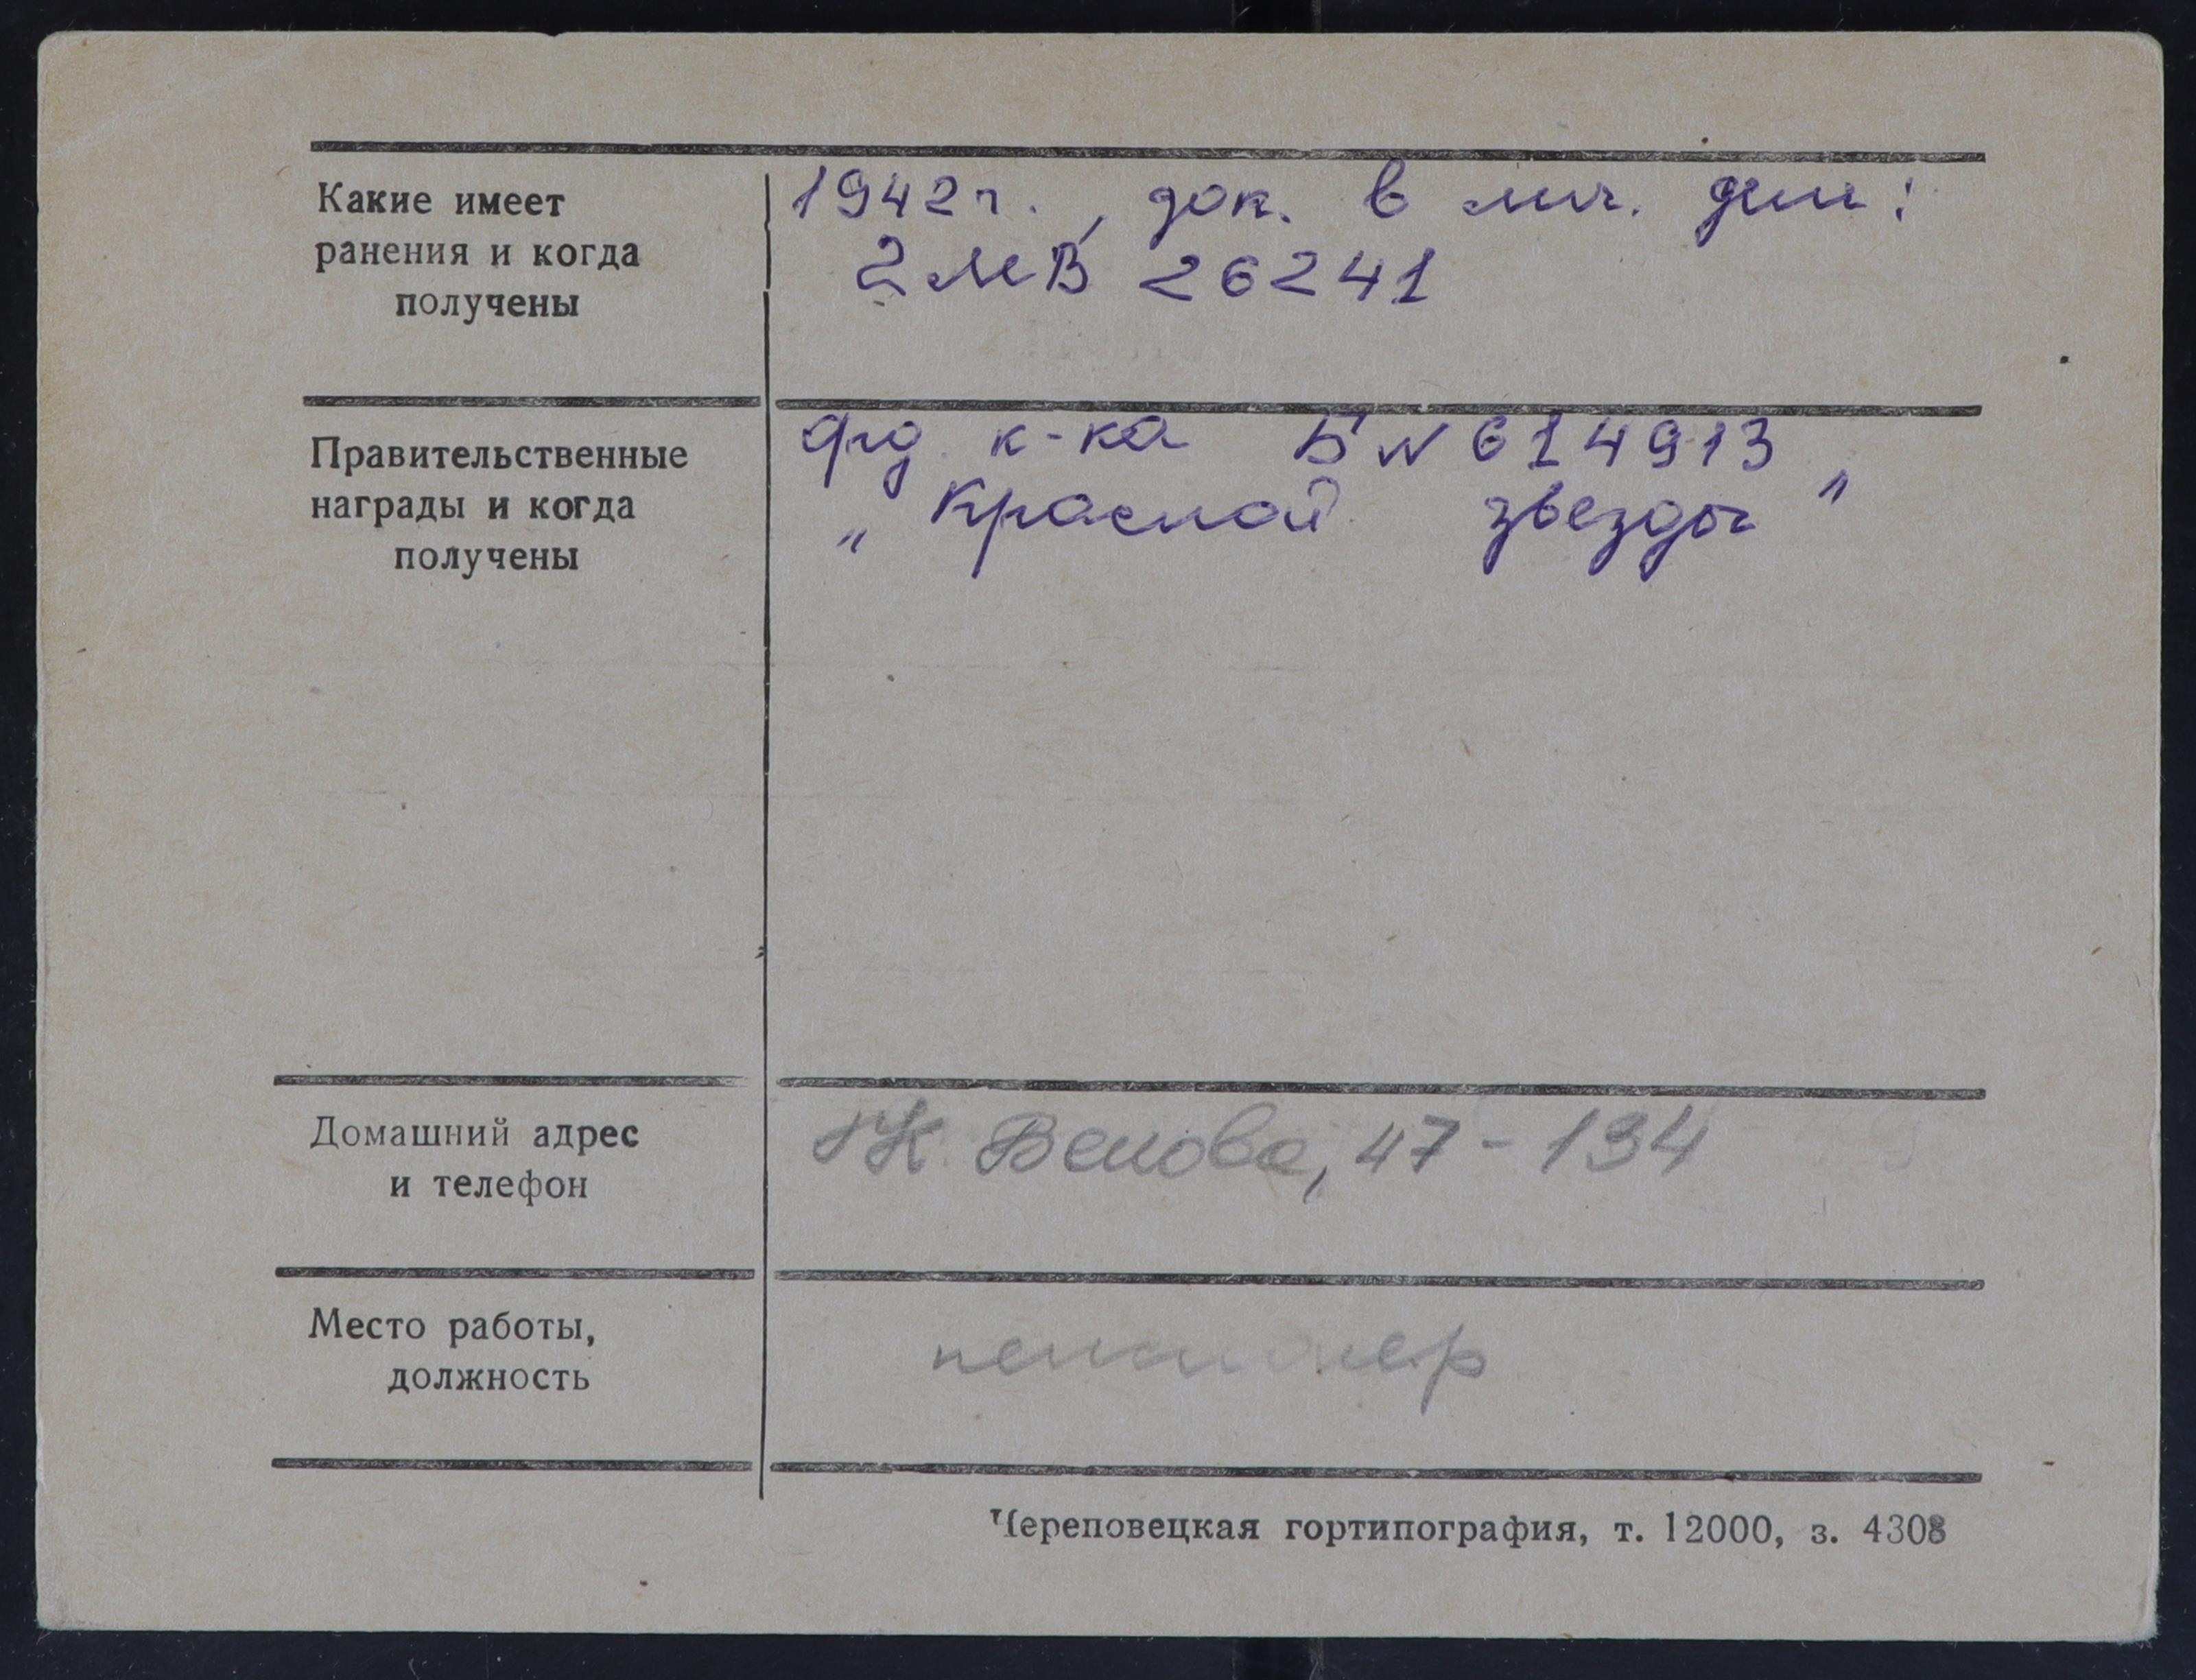 Какие имеет
ранения и когда
получены
1942г., док. в лич. деле:
2 МВ 26241
Правительственные
награды и когда
получены
орд. к-ка Б № 614913
„Красной звезды"
Домашний адрес
и телефон
К. Белова, 47-134
Место работы,
должность
пенсионер
Череповецкая гортипография, т. 12000, з. 4308